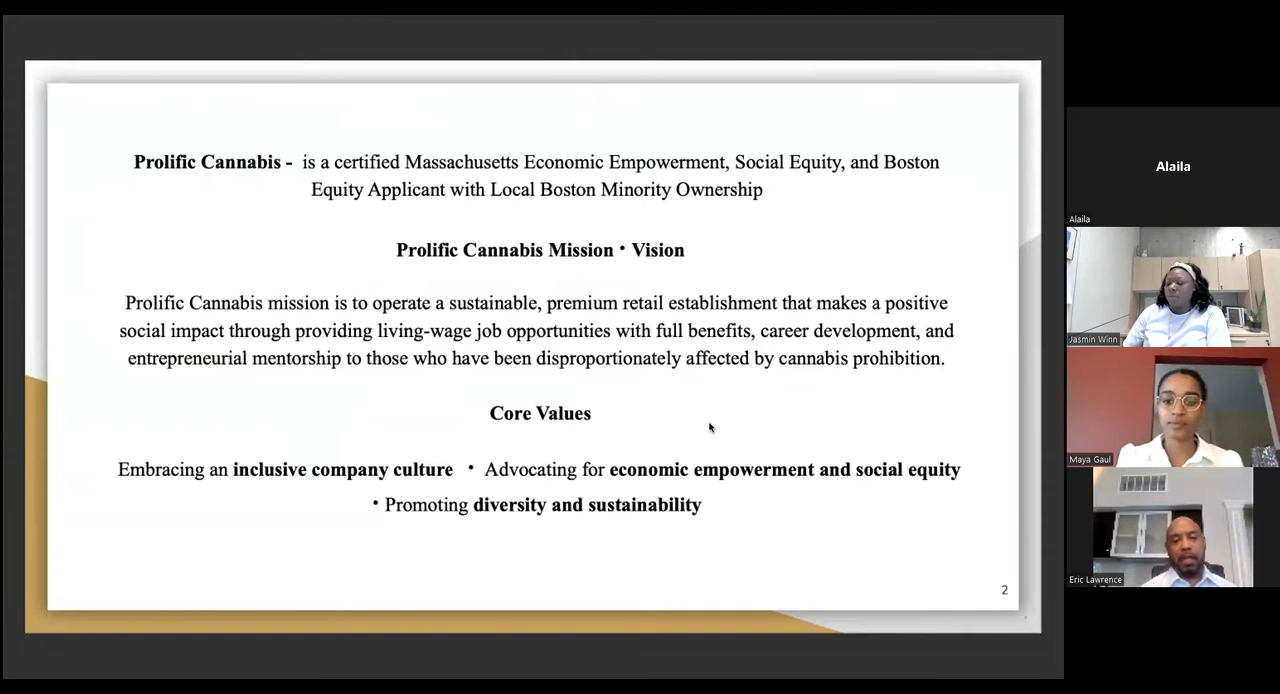 Prolific Cannabis - is a certified Massachusetts Economic Empowerment, Social Equity, and Boston
Equity Applicant with Local Boston Minority Ownership
Prolific Cannabis Mission • Vision
Prolific Cannabis mission is to operate a sustainable, premium retail establishment that makes a positive
social impact through providing living-wage job opportunities with full benefits, career development, and
entrepreneurial mentorship to those who have been disproportionately affected by cannabis prohibition.
Core Values
Embracing an inclusive company culture • Advocating for economic empowerment and social equity
• Promoting diversity and sustainability
2
Alaila
Alaila
Jasmin Winn
Maya Gaul
Eric Lawrence